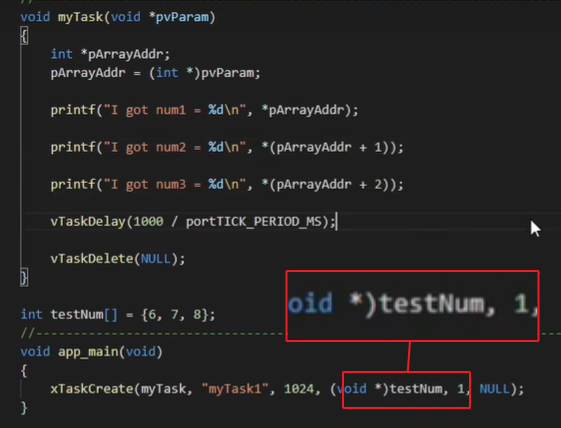 void myTask(void *pvParam)
{
int *pArrayAddr;
pArrayAddr = (int *)pvParam;
printf("I got num1 = %d\n", *pArrayAddr);
printf("I got num2 = %d\n", *(pArrayAddr + 1));
printf("I got num3 = %d\n", *(pArrayAddr + 2));
vTaskDelay(1000 / portTICK_PERIOD_MS);
vTaskDelete(NULL);
}
oid *)testNum, 1,
int testNum[] = {6, 7, 8};
//------------------------------------------------------------
void app_main(void)
{
xTaskCreate(myTask, "myTask1", 1024, (void *)testNum, 1, NULL);
}